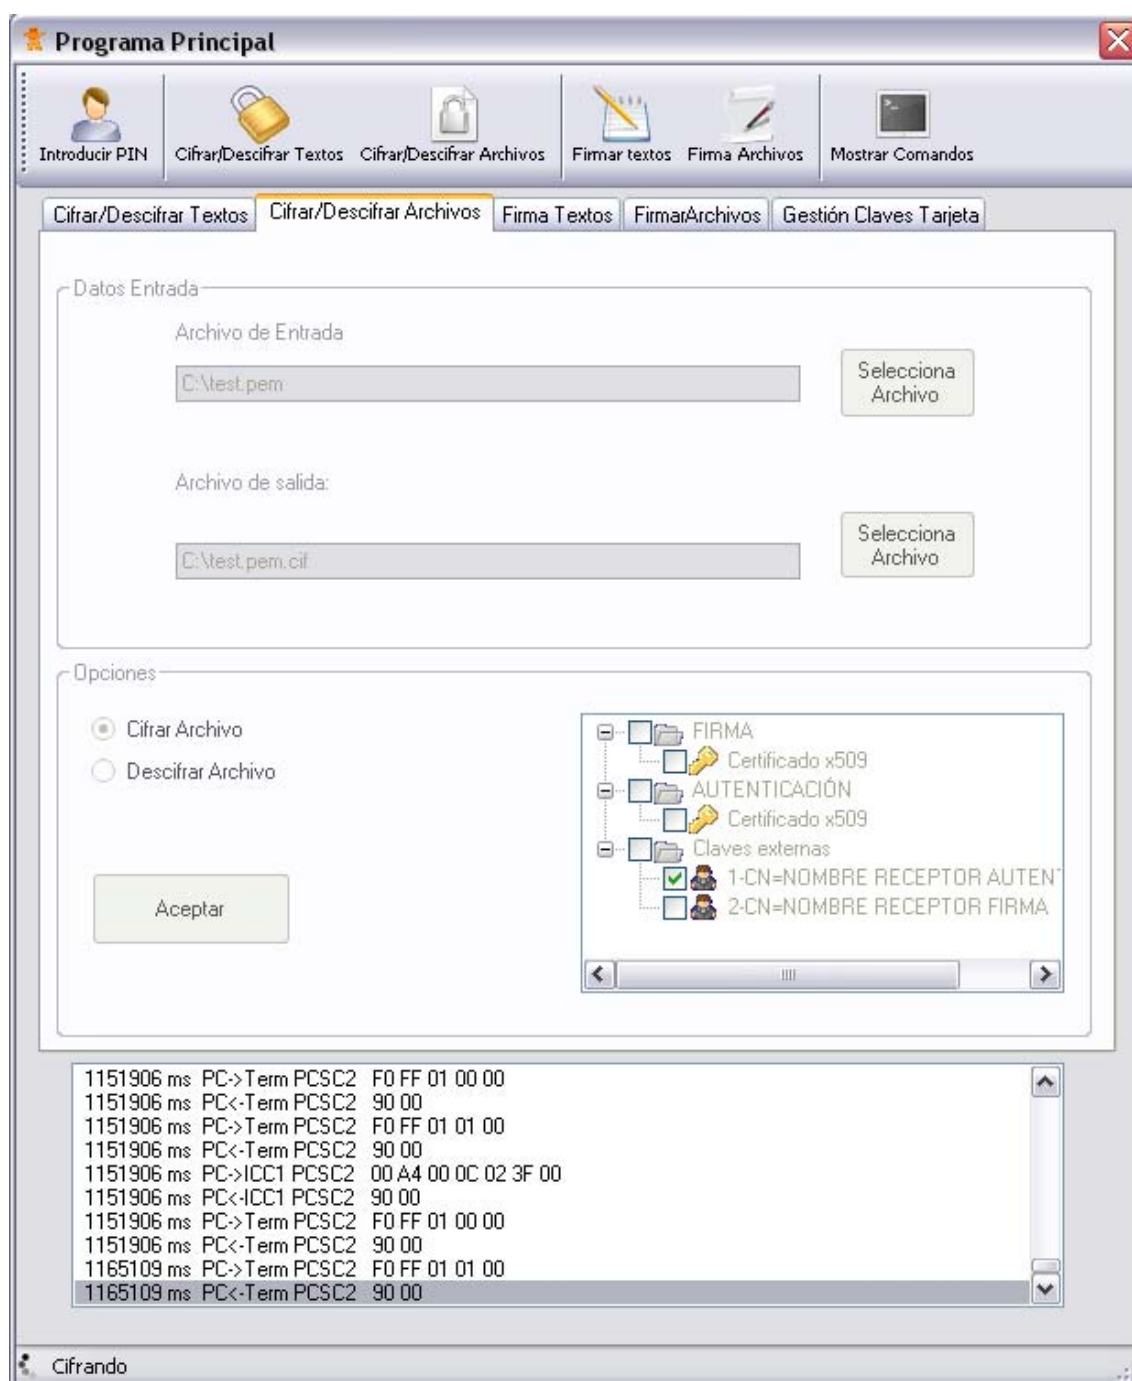 Programa Principal
Introducir PIN
Cifrar/Descifrar Textos
Cifrar/Descifrar Archivos
Firmar textos
Firma Archivos
Mostrar Comandos
Cifrar/Descifrar Textos
Cifrar/Descifrar Archivos
Firma Textos
FirmarArchivos
Gestión Claves Tarjeta
Datos Entrada
Archivo de Entrada
C:\test.pem
Selecciona
Archivo
Archivo de salida:
C:\test.pem.cif
Selecciona
Archivo
Opciones
Cifrar Archivo
Descifrar Archivo
Aceptar
FIRMA
Certificado x509
AUTENTICACIÓN
Certificado x509
Claves externas
1-CN=NOMBRE RECEPTOR AUTENT
2-CN=NOMBRE RECEPTOR FIRMA
1151906 ms PC->Term PCSC2 F0 FF 01 00 00
1151906 ms PC<-Term PCSC2 90 00
1151906 ms PC->Term PCSC2 F0 FF 01 01 00
1151906 ms PC<-Term PCSC2 90 00
1151906 ms PC->ICC1 PCSC2 00 A4 00 0C 02 3F 00
1151906 ms PC<-ICC1 PCSC2 90 00
1151906 ms PC->Term PCSC2 F0 FF 01 00 00
1151906 ms PC<-Term PCSC2 90 00
1165109 ms PC->Term PCSC2 F0 FF 01 01 00
1165109 ms PC<-Term PCSC2 90 00
Cifrando